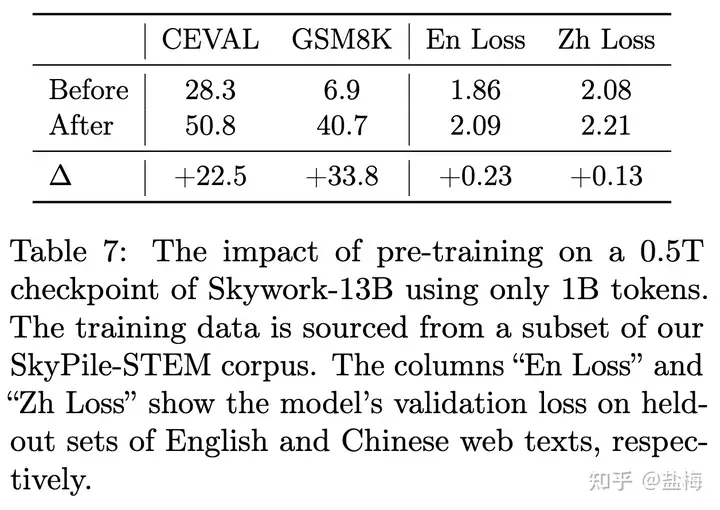 CEVAL GSM8K En Loss Zh Loss
Before 28.3 6.9 1.86 2.08
After 50.8 40.7 2.09 2.21
Δ +22.5 +33.8 +0.23 +0.13
Table 7: The impact of pre-training on a 0.5T
checkpoint of Skywork-13B using only 1B tokens.
The training data is sourced from a subset of our
SkyPile-STEM corpus. The columns “En Loss” and
“Zh Loss” show the model’s validation loss on held-
out sets of English and Chinese web texts, respec-
tively.
知乎 @盐梅